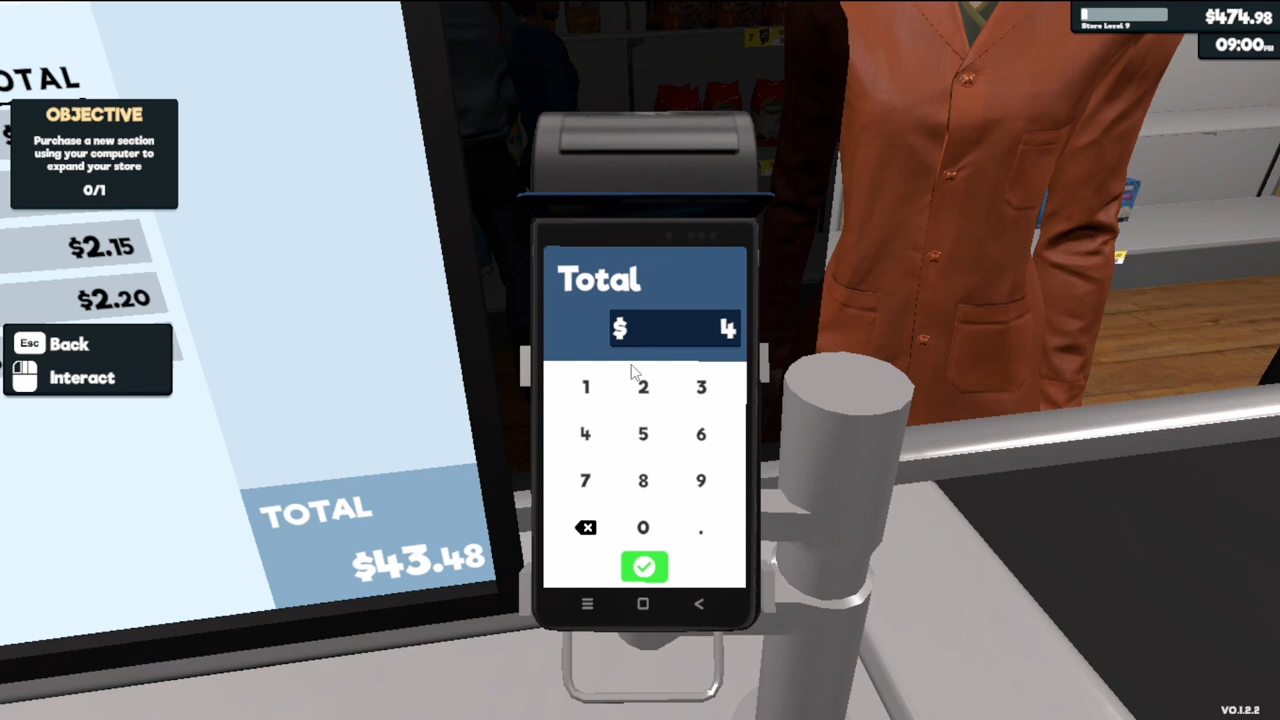 OTAL
OBJECTIVE
Purchase a new section
using your computer to
expand your store
0/1
$2.15
$2.20
Esc Back
Interact
TOTAL
$43.48
Total
$ 4
1 2 3
4 5 6
7 8 9
0 .
Store Level 9
$474.98
09:00PM
V0.1.2.2